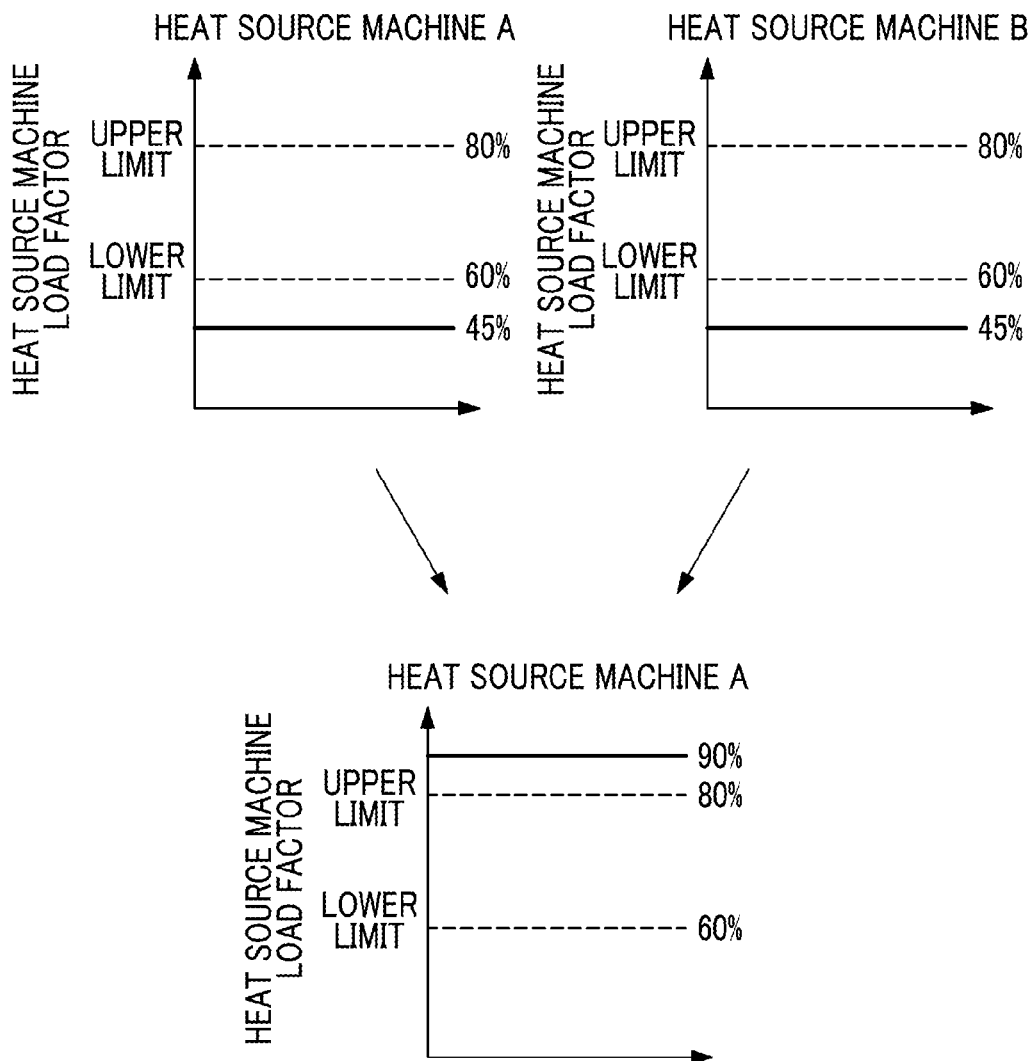 HEAT SOURCE MACHINE A
HEAT SOURCE MACHINE
LOAD FACTOR
UPPER
LIMIT
80%
LOWER
LIMIT
60%
45%
HEAT SOURCE MACHINE B
HEAT SOURCE MACHINE
LOAD FACTOR
UPPER
LIMIT
80%
LOWER
LIMIT
60%
45%
HEAT SOURCE MACHINE A
HEAT SOURCE MACHINE
LOAD FACTOR
90%
UPPER
LIMIT
80%
LOWER
LIMIT
60%